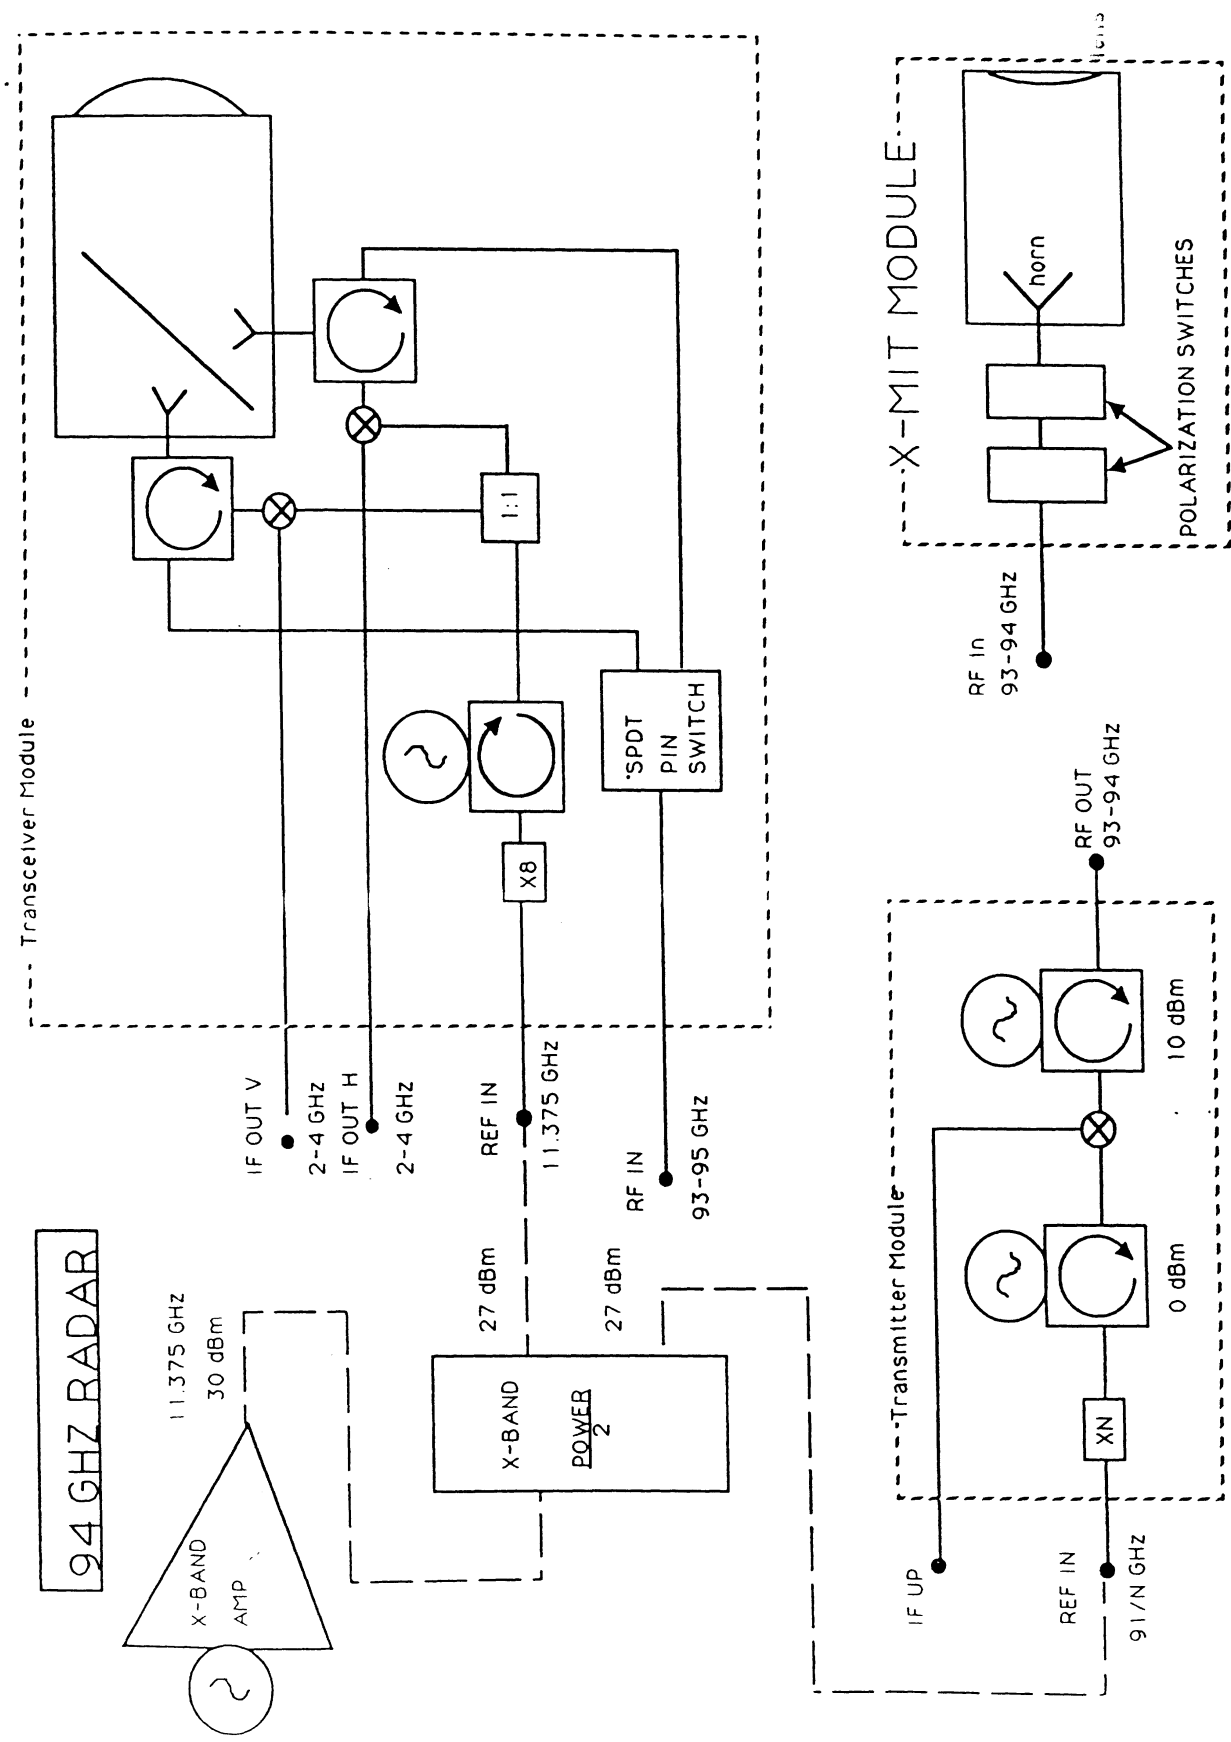 94 GHZ RADAR
X-BAND
AMP
11.375 GHz
30 dBm
X-BAND
POWER
2
27 dBm
27 dBm
IF OUT V
2-4 GHz
IF OUT H
2-4 GHz
REF IN
11.375 GHz
RF IN
93-95 GHz
Transceiver Module
X8
1:1
SPDT
PIN
SWITCH
Transmitter Module
IF UP
REF IN
91/N GHz
XN
0 dBm
10 dBm
RF OUT
93-94 GHz
X-MIT MODULE
RF In
93-94 GHz
horn
lens
POLARIZATION SWITCHES